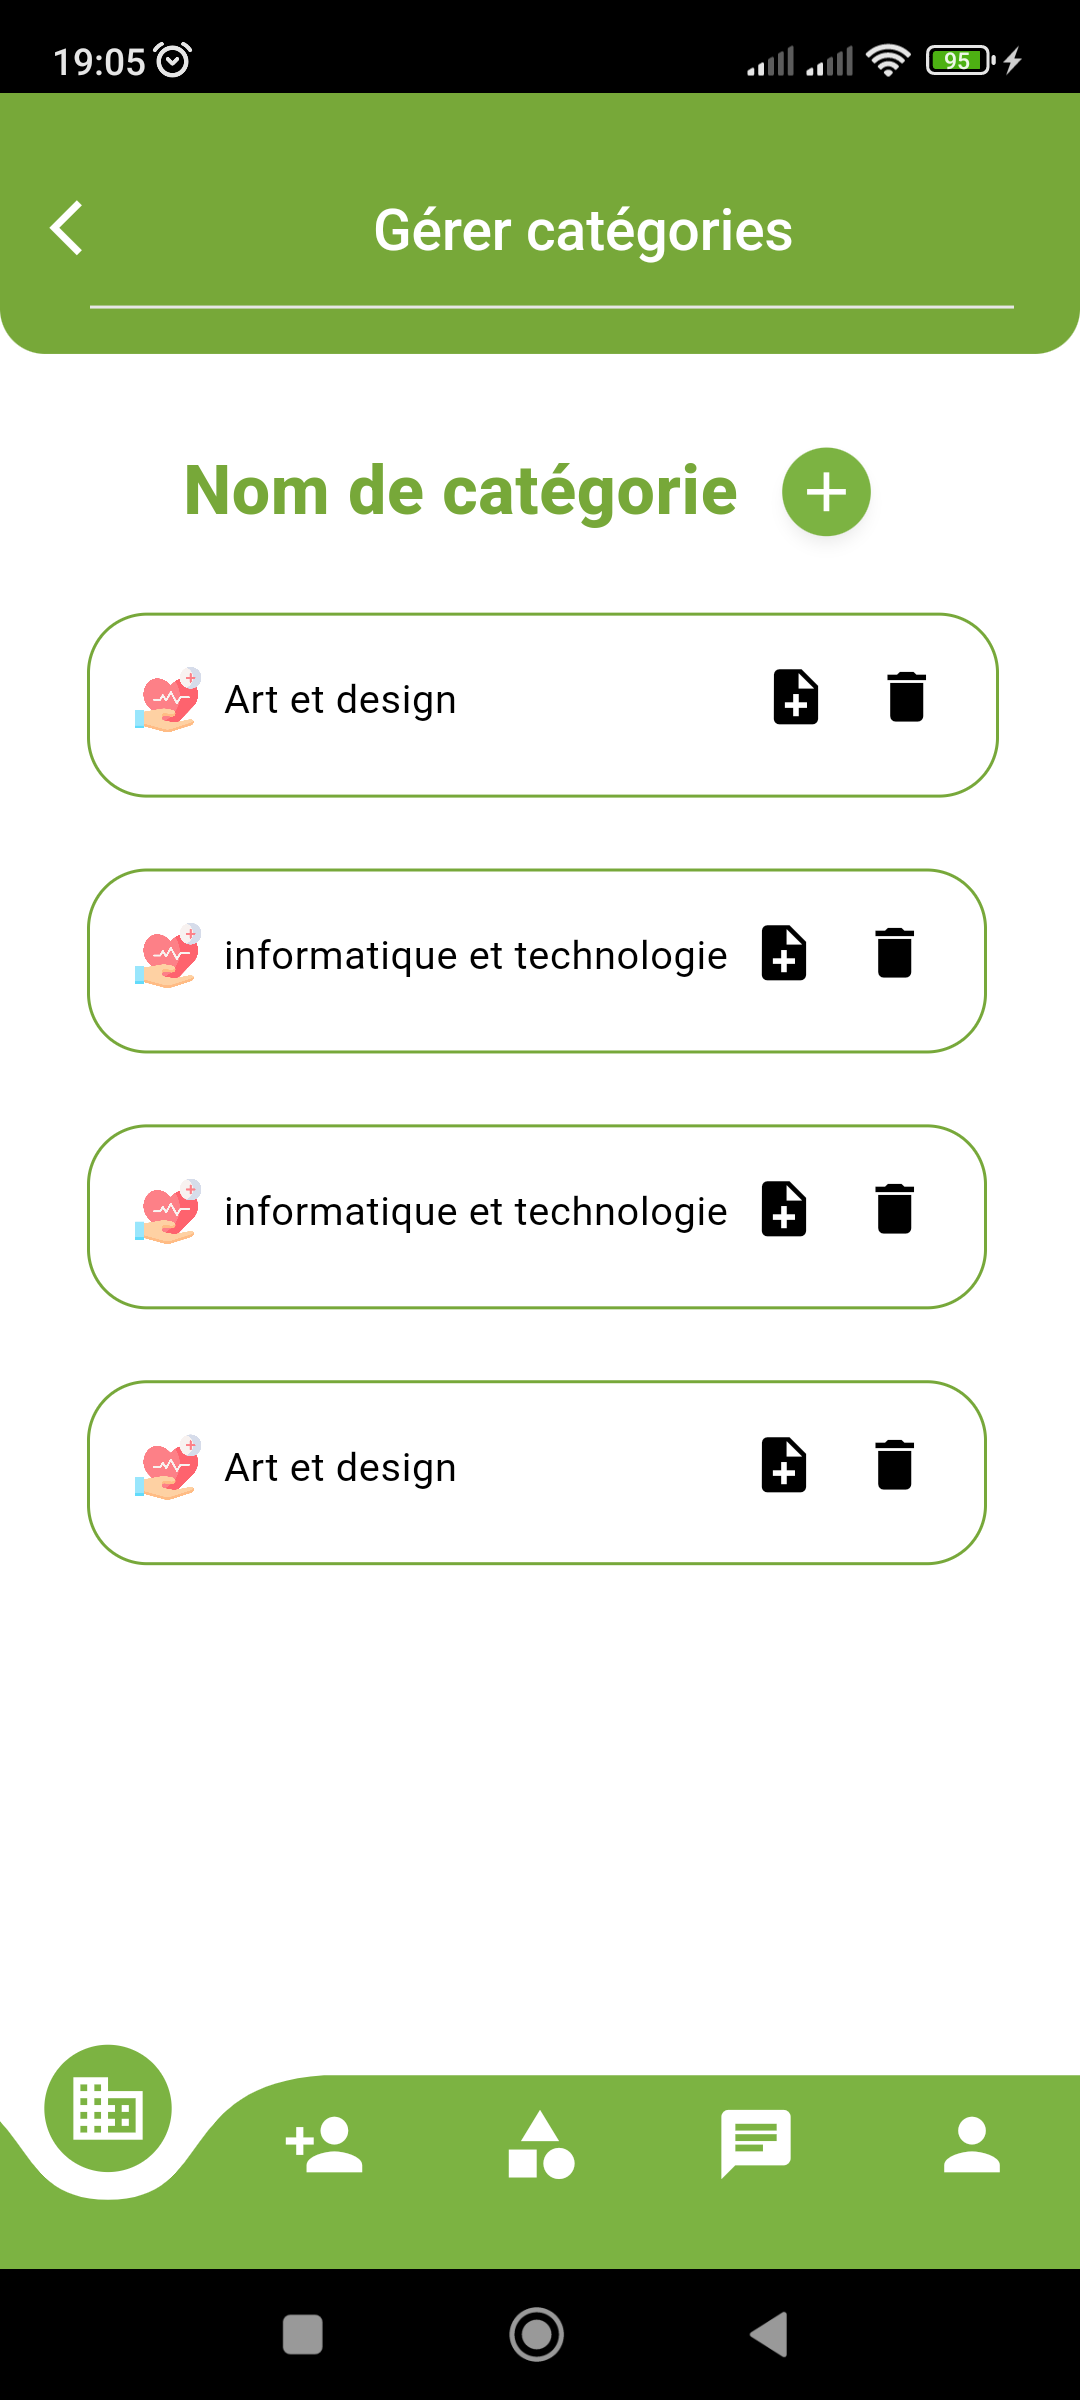 19:05
95
Gérer catégories
Nom de catégorie
Art et design
informatique et technologie
informatique et technologie
Art et design